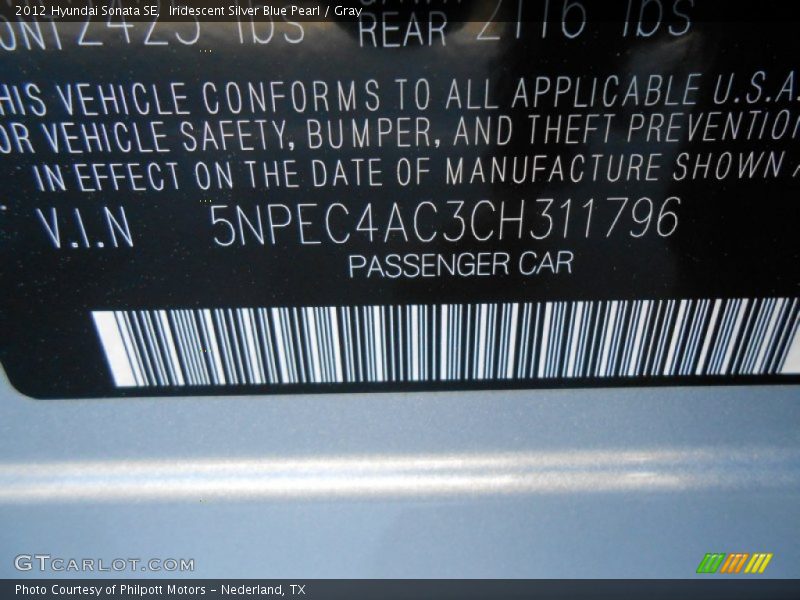 2012 Hyundai Sonata SE, Iridescent Silver Blue Pearl / Gray
lbs REAR 2116 lbs
HIS VEHICLE CONFORMS TO ALL APPLICABLE U.S.A.
OR VEHICLE SAFETY, BUMPER, AND THEFT PREVENTION
IN EFFECT ON THE DATE OF MANUFACTURE SHOWN A
V.I.N 5NPEC4AC3CH311796
PASSENGER CAR
GTCARLOT.COM
Photo Courtesy of Philpott Motors - Nederland, TX